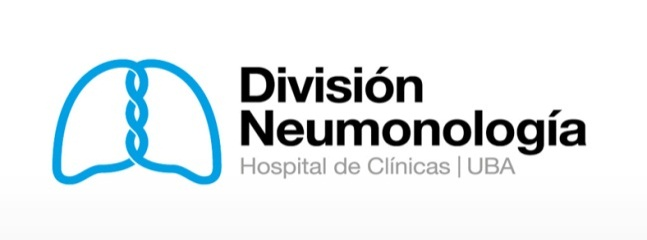 División
Neumonología
Hospital de Clínicas | UBA